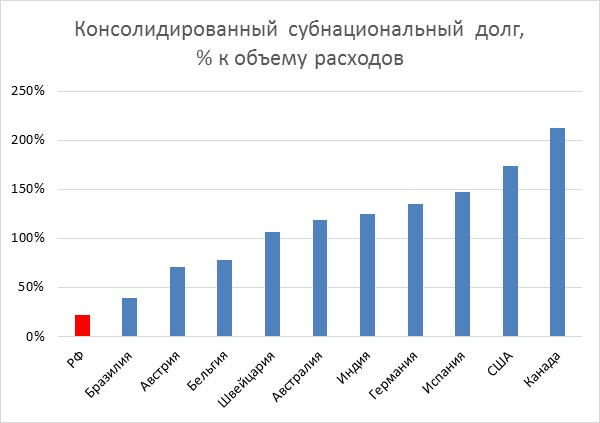 Консолидированный субнациональный долг,
% к объему расходов
250%
200%
150%
100%
50%
0%
РФ
Бразилия
Австрия
Бельгия
Швейцария
Австралия
Индия
Германия
Испания
США
Канада